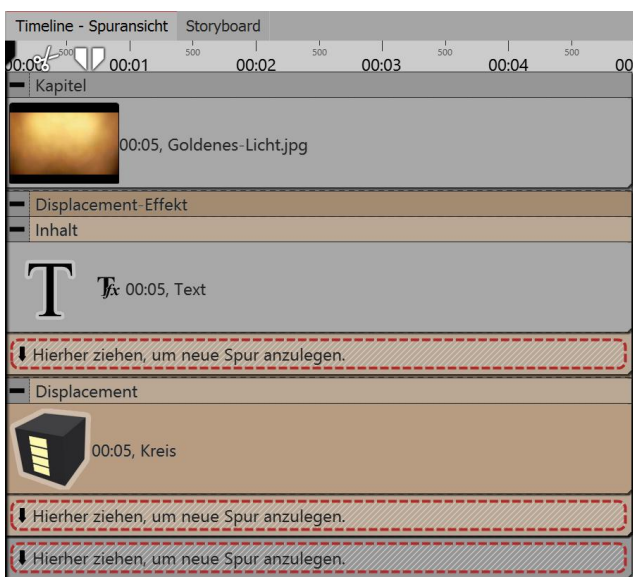 Timeline - Spuransicht Storyboard
500 500 500 500 500
00:01 00:02 00:03 00:04 00
Kapitel
00:05, Goldenes-Licht.jpg
Displacement-Effekt
Inhalt
T Tfx 00:05, Text
Hierher ziehen, um neue Spur anzulegen.
Displacement
00:05, Kreis
Hierher ziehen, um neue Spur anzulegen.
Hierher ziehen, um neue Spur anzulegen.